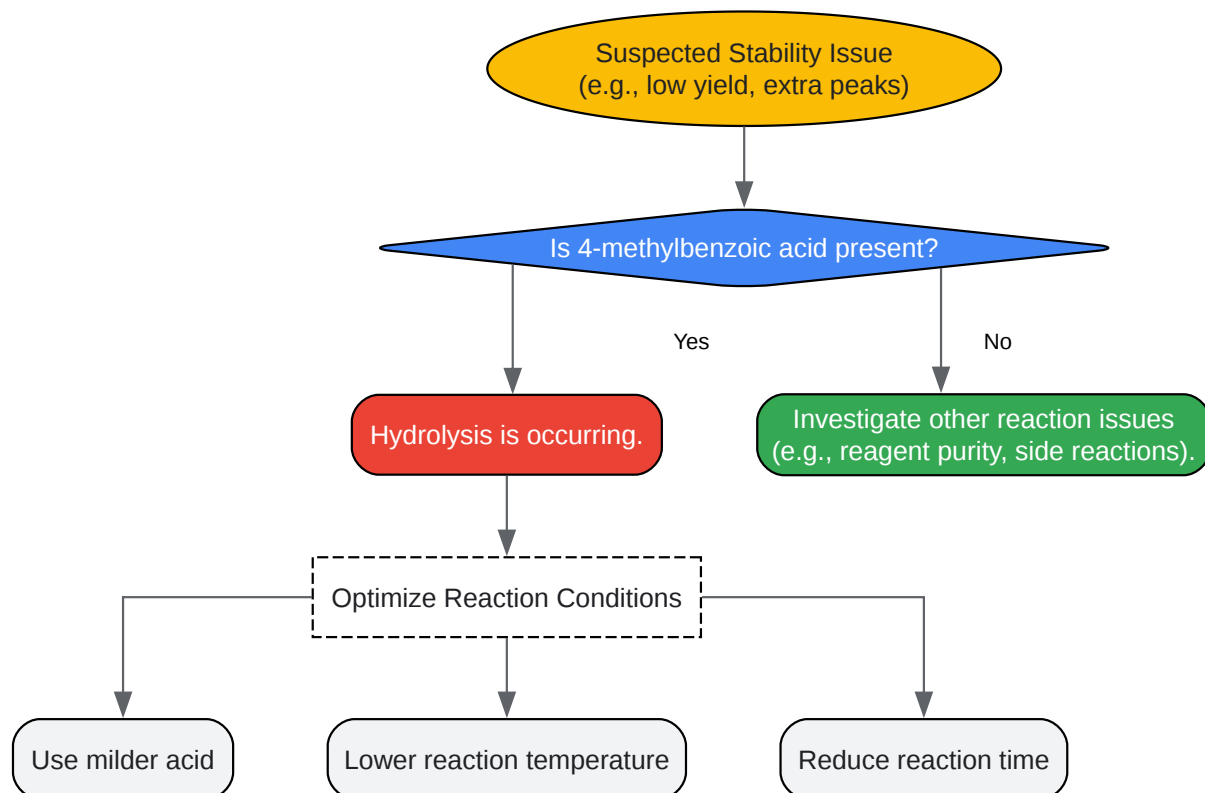 Suspected Stability Issue
(e.g., low yield, extra peaks)
Is 4-methylbenzoic acid present?
Yes
No
Hydrolysis is occurring.
Investigate other reaction issues
(e.g., reagent purity, side reactions).
Optimize Reaction Conditions
Use milder acid
Lower reaction temperature
Reduce reaction time